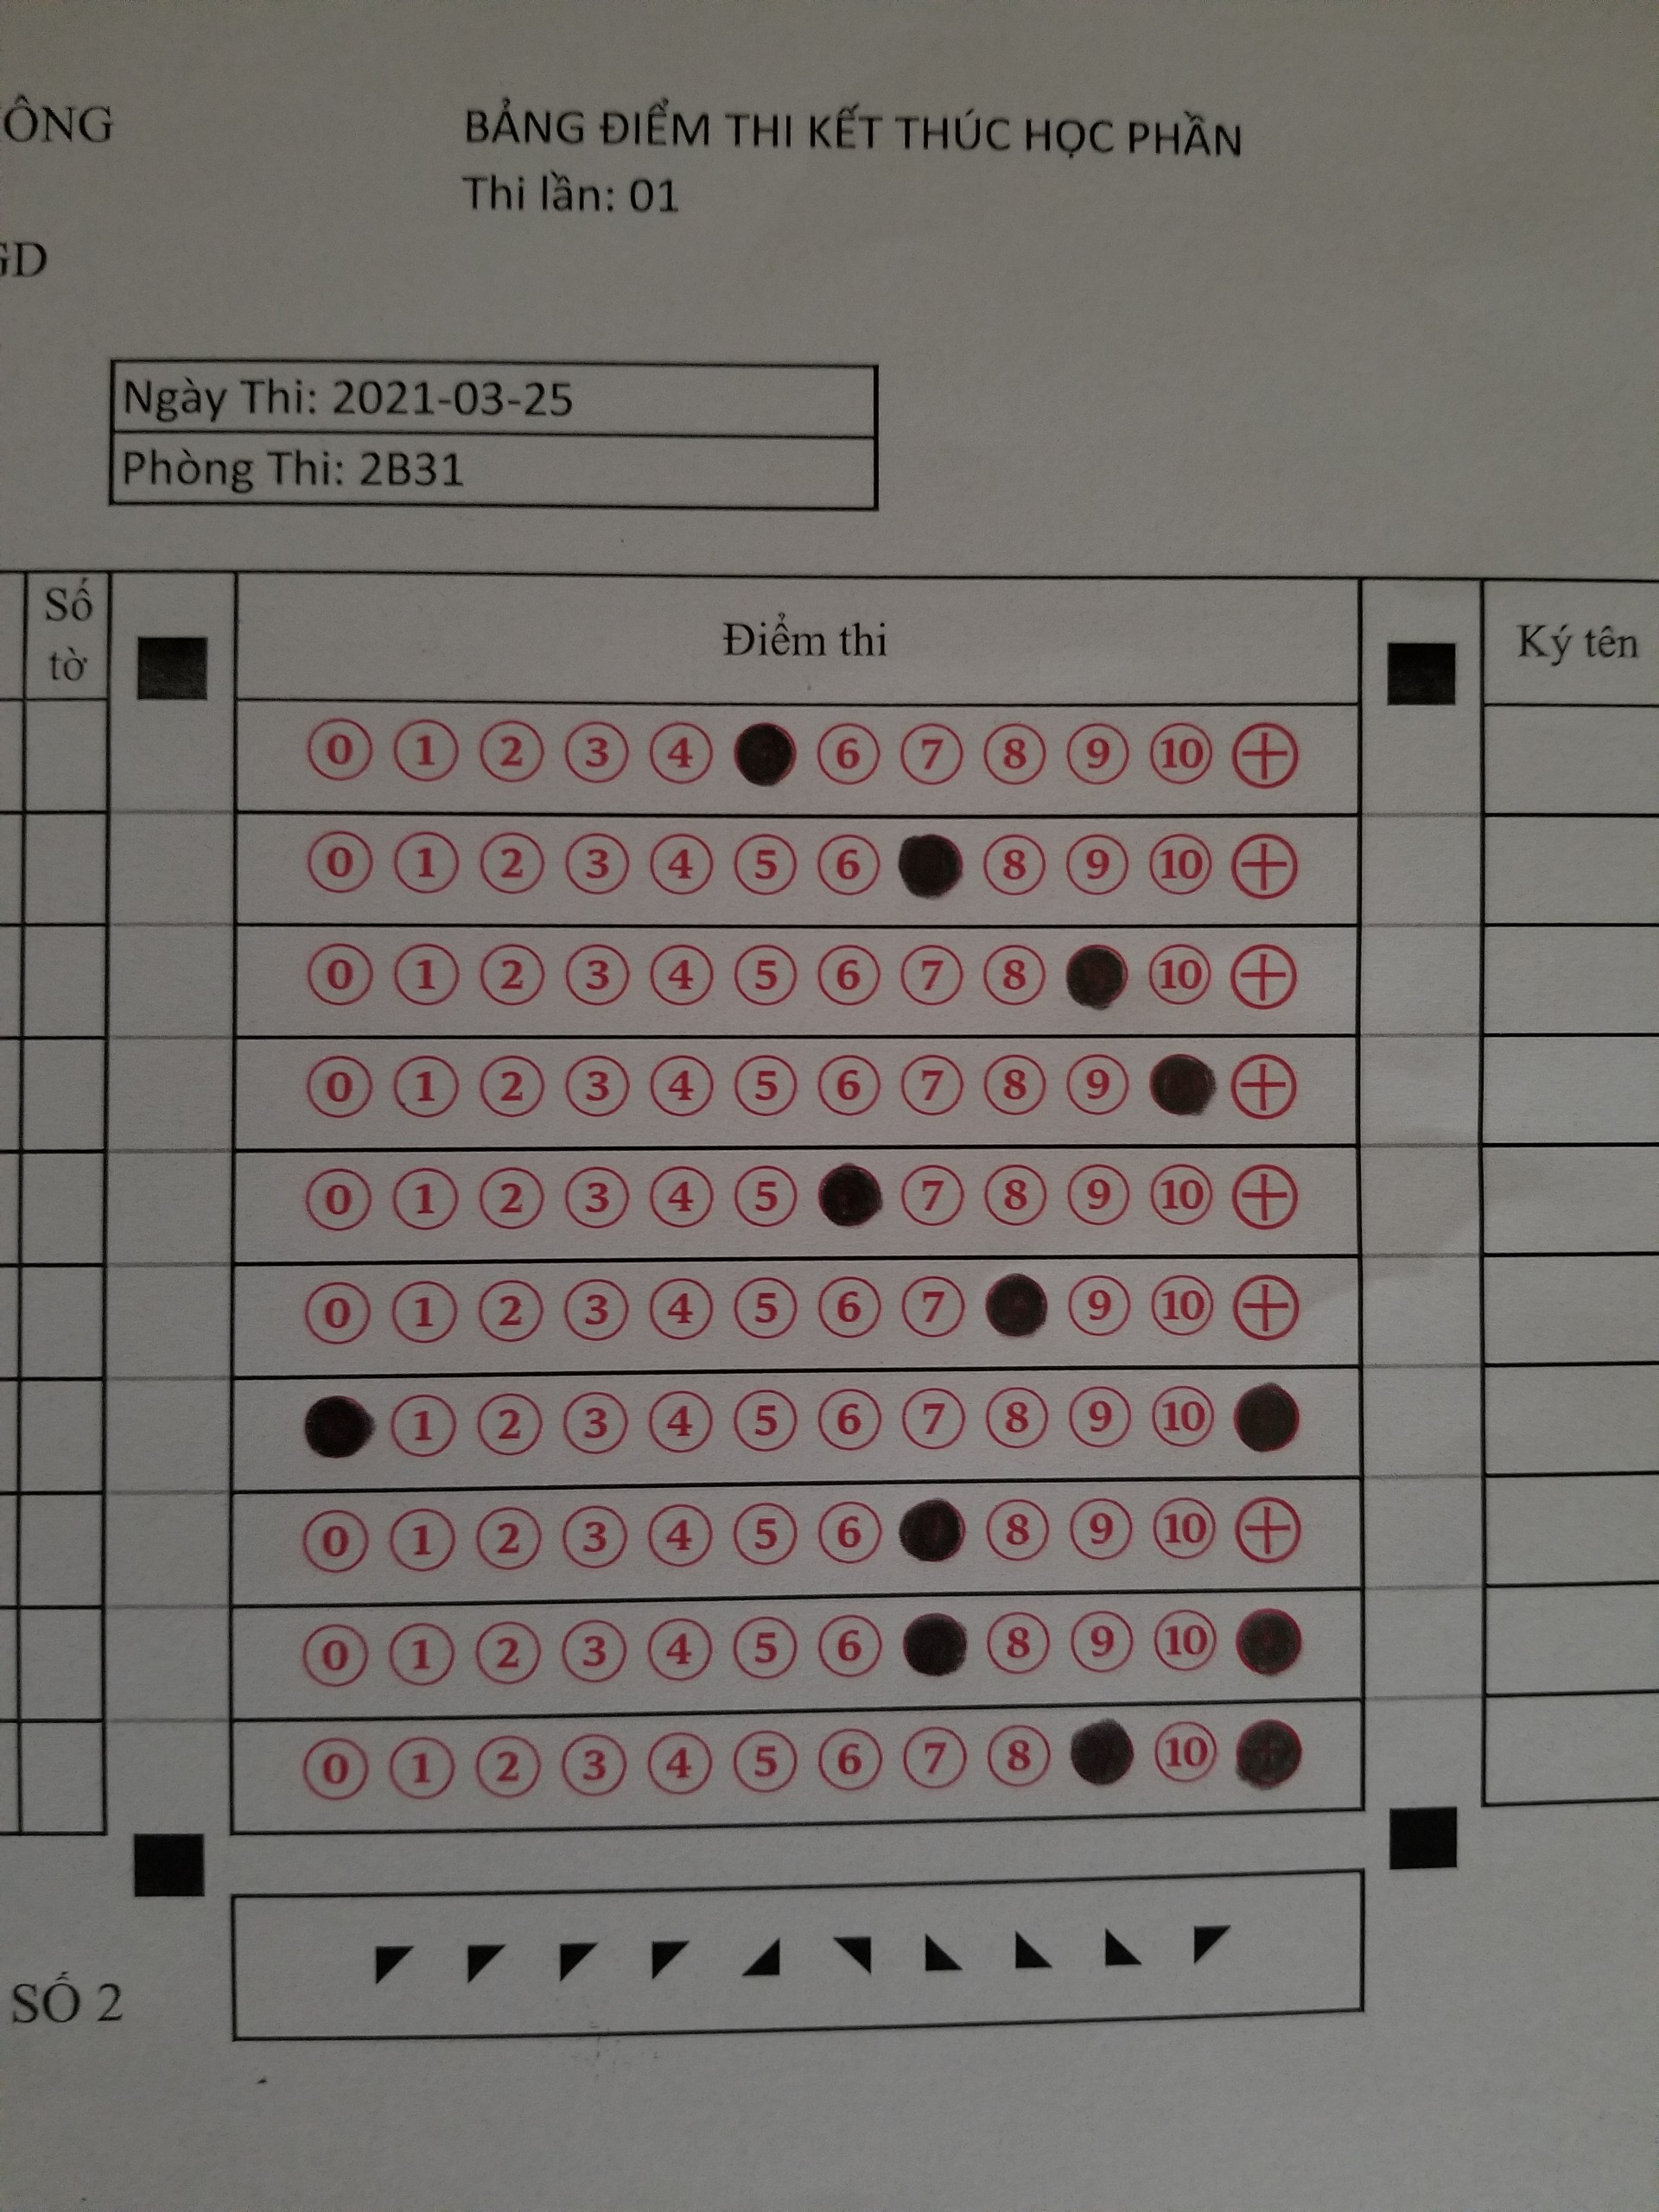 ÔNG
BẢNG ĐIỂM THI KẾT THÚC HỌC PHẦN
Thi lần: 01
GD
Ngày Thi: 2021-03-25
Phòng Thi: 2B31
Số tờ
Điểm thi
Ký tên
0 1 2 3 4 6 7 8 9 10 +
0 1 2 3 4 5 6 8 9 10 +
0 1 2 3 4 5 6 7 8 10 +
0 1 2 3 4 5 6 7 8 9 +
0 1 2 3 4 5 7 8 9 10 +
0 1 2 3 4 5 6 7 9 10 +
1 2 3 4 5 6 7 8 9 10
0 1 2 3 4 5 6 8 9 10 +
0 1 2 3 4 5 6 8 9 10
0 1 2 3 4 5 6 7 8 10
SỐ 2